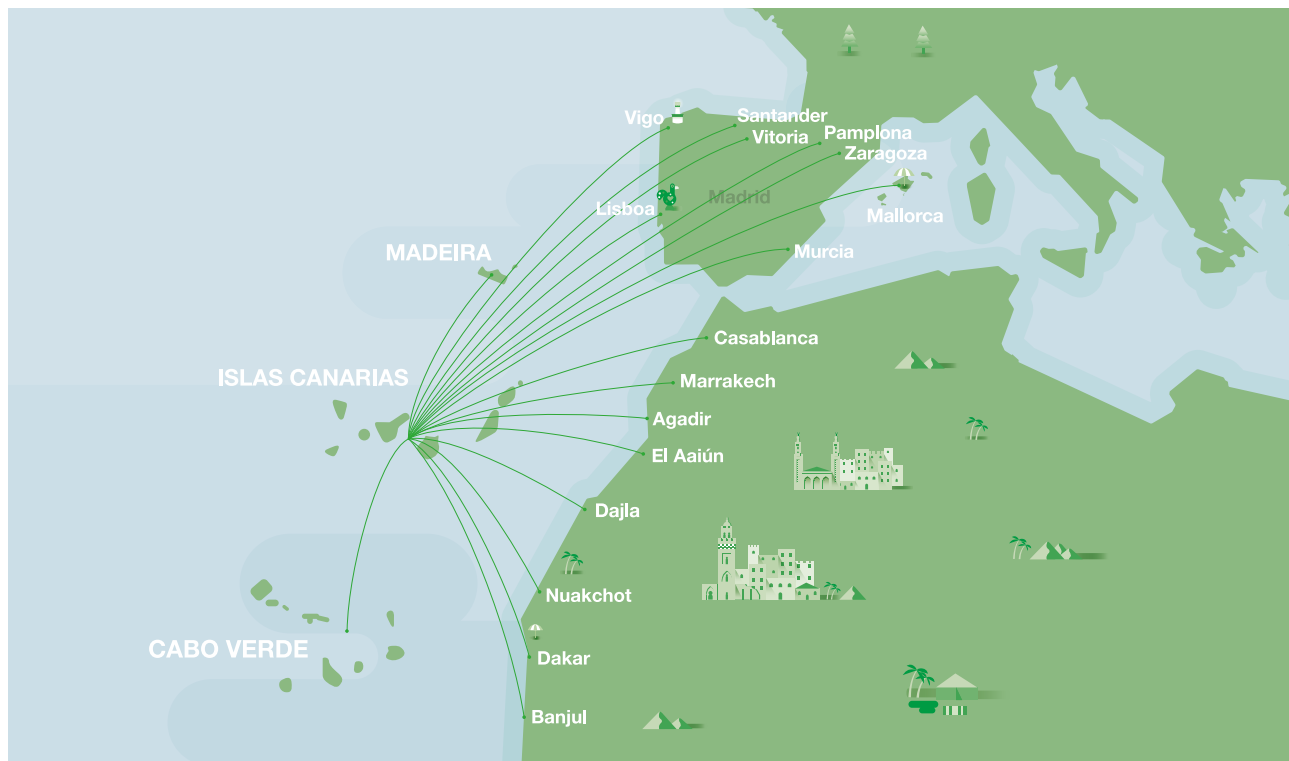 Vigo
Santander
Vitoria
Pamplona
Zaragoza
Madrid
Lisboa
Mallorca
MADEIRA
Murcia
Casablanca
ISLAS CANARIAS
Marrakech
Agadir
El Aaiún
Dajla
Nuakchot
CABO VERDE
Dakar
Banjul